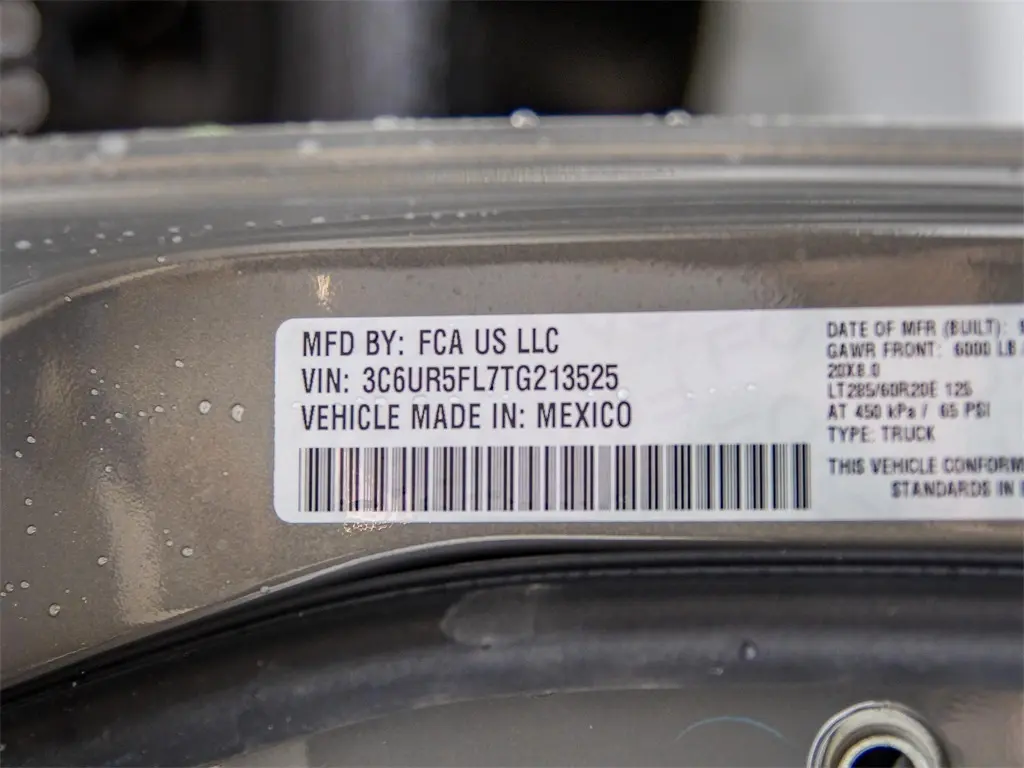 MFD BY: FCA US LLC
VIN: 3C6UR5FL7TG213525
VEHICLE MADE IN: MEXICO
DATE OF MFR (BUILT):
GAWR FRONT: 6000 LB
20X8.0
LT285/60R20E 125
AT 450 kPa / 65 PSI
TYPE: TRUCK
THIS VEHICLE CONFORM
STANDARDS IN